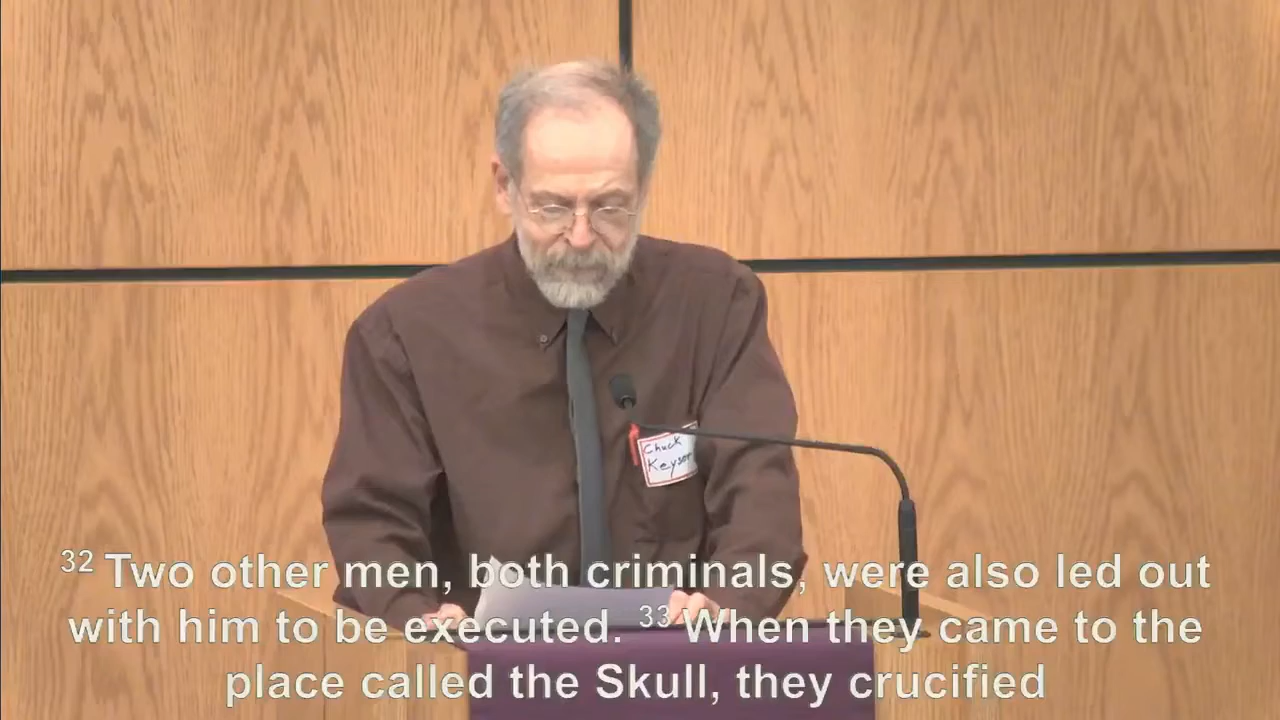 Chuck
Keyser
32 Two other men, both criminals, were also led out
with him to be executed. 33 When they came to the
place called the Skull, they crucified